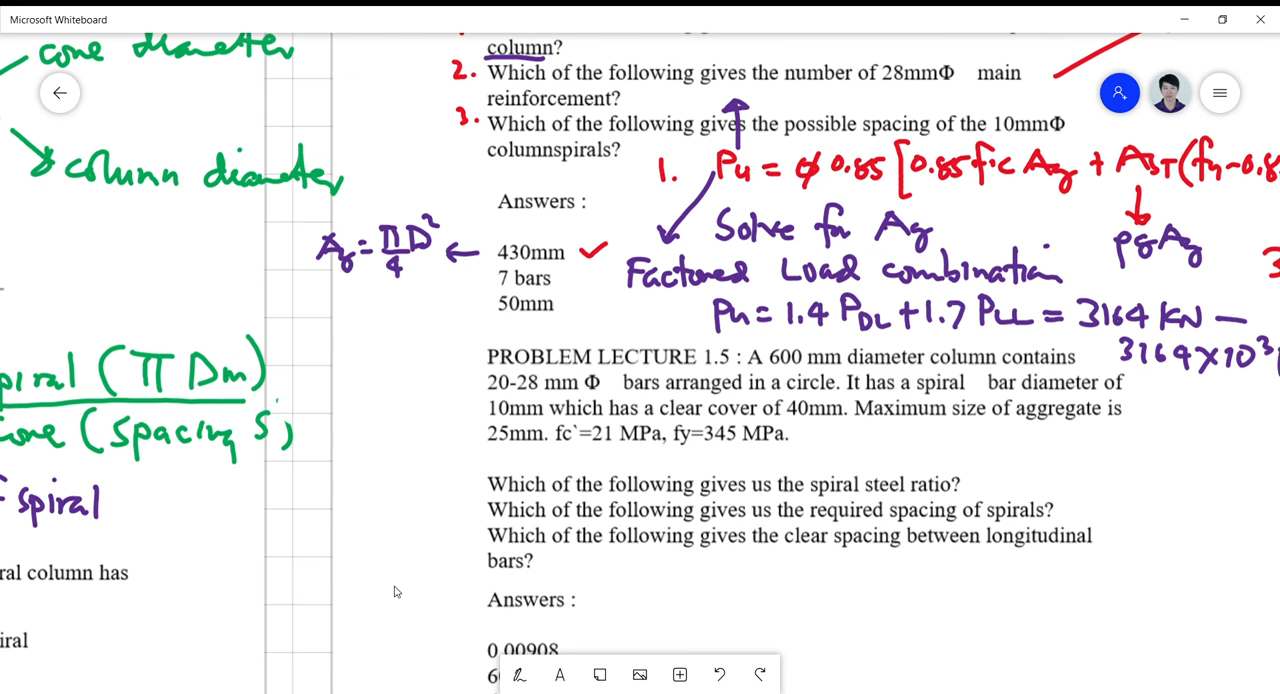 Microsoft Whiteboard
core diametter
column diametter
column?
2. Which of the following gives the number of 28mmΦ main
reinforcement?
3. Which of the following gives the possible spacing of the 10mmΦ
columnspirals?
1. Pu = φ 0.85 [0.85 f'c Ag + AST (fy - 0.8
Answers :
Solve for Ag
ρg Ag
Ag = π/4 D² ← 430mm ✓
7 bars
50mm
Factored Load combination
Pu = 1.4 PDL + 1.7 PLL = 3164 KN –
3164 x 10³
3
PROBLEM LECTURE 1.5 : A 600 mm diameter column contains
20-28 mm Φ bars arranged in a circle. It has a spiral bar diameter of
10mm which has a clear cover of 40mm. Maximum size of aggregate is
25mm. fc`=21 MPa, fy=345 MPa.
piral (π Dm)
core (spacing S)
spiral
Which of the following gives us the spiral steel ratio?
Which of the following gives us the required spacing of spirals?
Which of the following gives the clear spacing between longitudinal
bars?
ral column has
iral
Answers :
0.00908
6